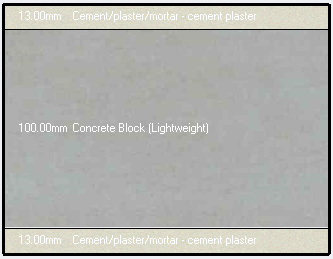 13.00mm Cement/plaster/mortar - cement plaster
100.00mm Concrete Block (Lightweight)
13.00mm Cement/plaster/mortar - cement plaster